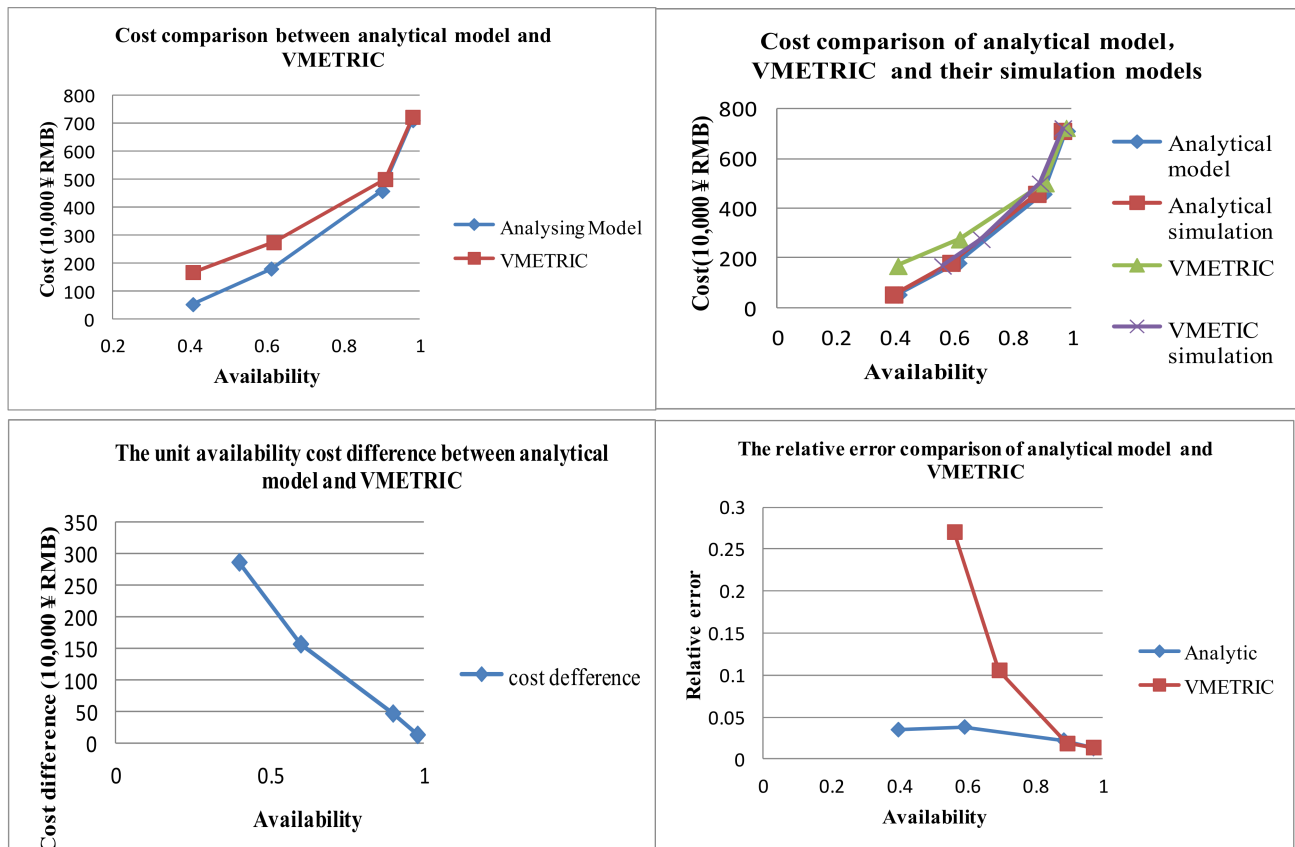 Cost comparison between analytical model and
VMETRIC
Cost (10,000¥RMB)
800
700
600
500
400
300
200
100
0
0.2 0.4 0.6 0.8 1
Availability
Analysing Model
VMETRIC
Cost comparison of analytical model,
VMETRIC and their simulation models
Cost(10,000¥RMB)
800
600
400
200
0
0 0.2 0.4 0.6 0.8 1
Availability
Analytical
model
Analytical
simulation
VMETRIC
VMETIC
simulation
The unit availability cost difference between analytical
model and VMETRIC
Cost difference (10,000¥RMB)
350
300
250
200
150
100
50
0
0 0.5 1
Availability
cost defference
The relative error comparison of analytical model and
VMETRIC
Relative error
0.3
0.25
0.2
0.15
0.1
0.05
0
0 0.2 0.4 0.6 0.8 1
Availability
Analytic
VMETRIC